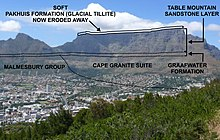 SOFT
PAKHUIS FORMATION (GLACIAL TILLITE)
NOW ERODED AWAY
TABLE MOUNTAIN
SANDSTONE LAYER
MALMESBURY GROUP
CAPE GRANITE SUITE
GRAAFWATER
FORMATION